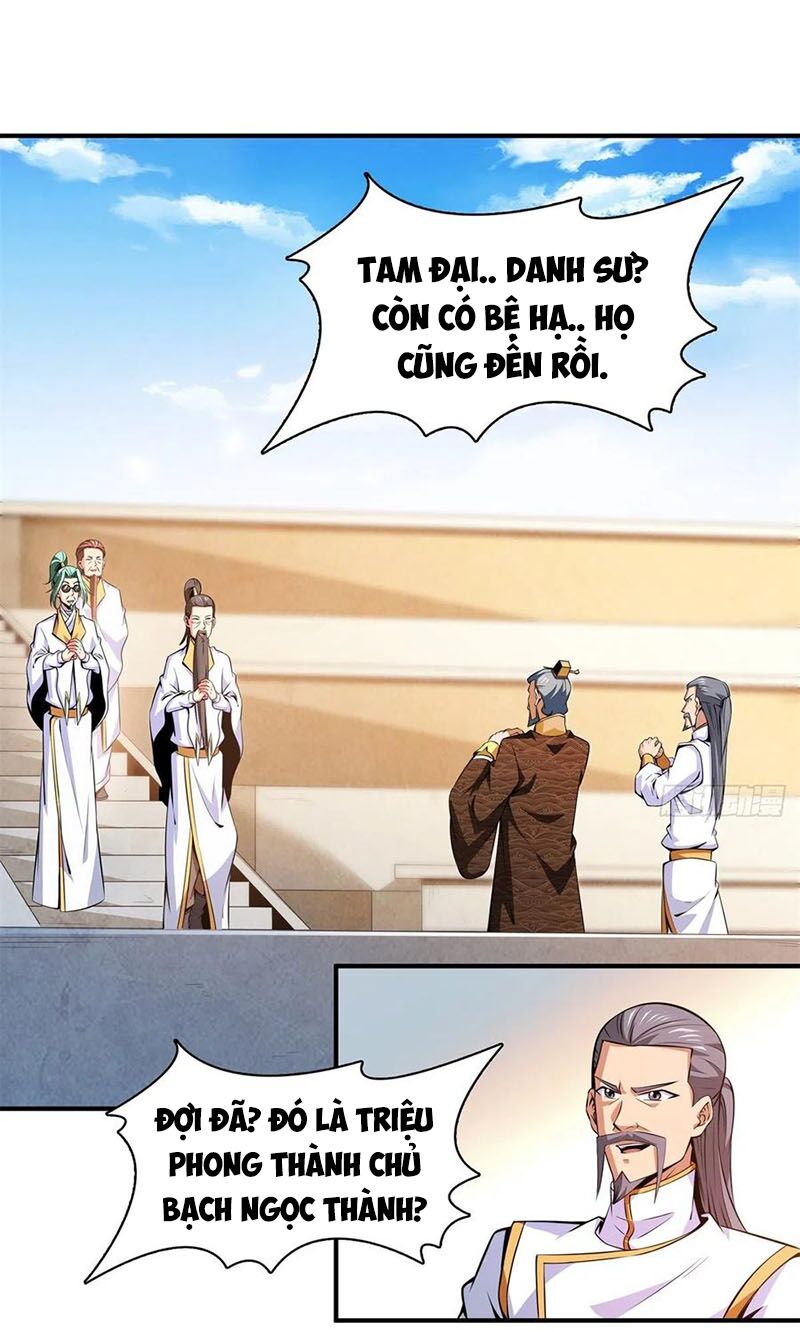 TAM ĐẠI.. DANH SƯ?
CÒN CÓ BỆ HẠ.. HỌ
CŨNG ĐẾN RỒI.
ĐỢI ĐÃ? ĐÓ LÀ TRIỆU
PHONG THÀNH CHỦ
BẠCH NGỌC THÀNH?